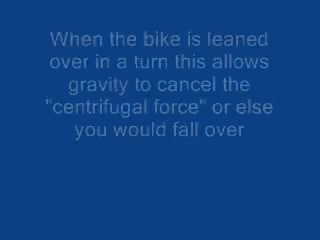 When the bike is leaned
over in a turn this allows
gravity to cancel the
"centrifugal force" or else
you would fall over